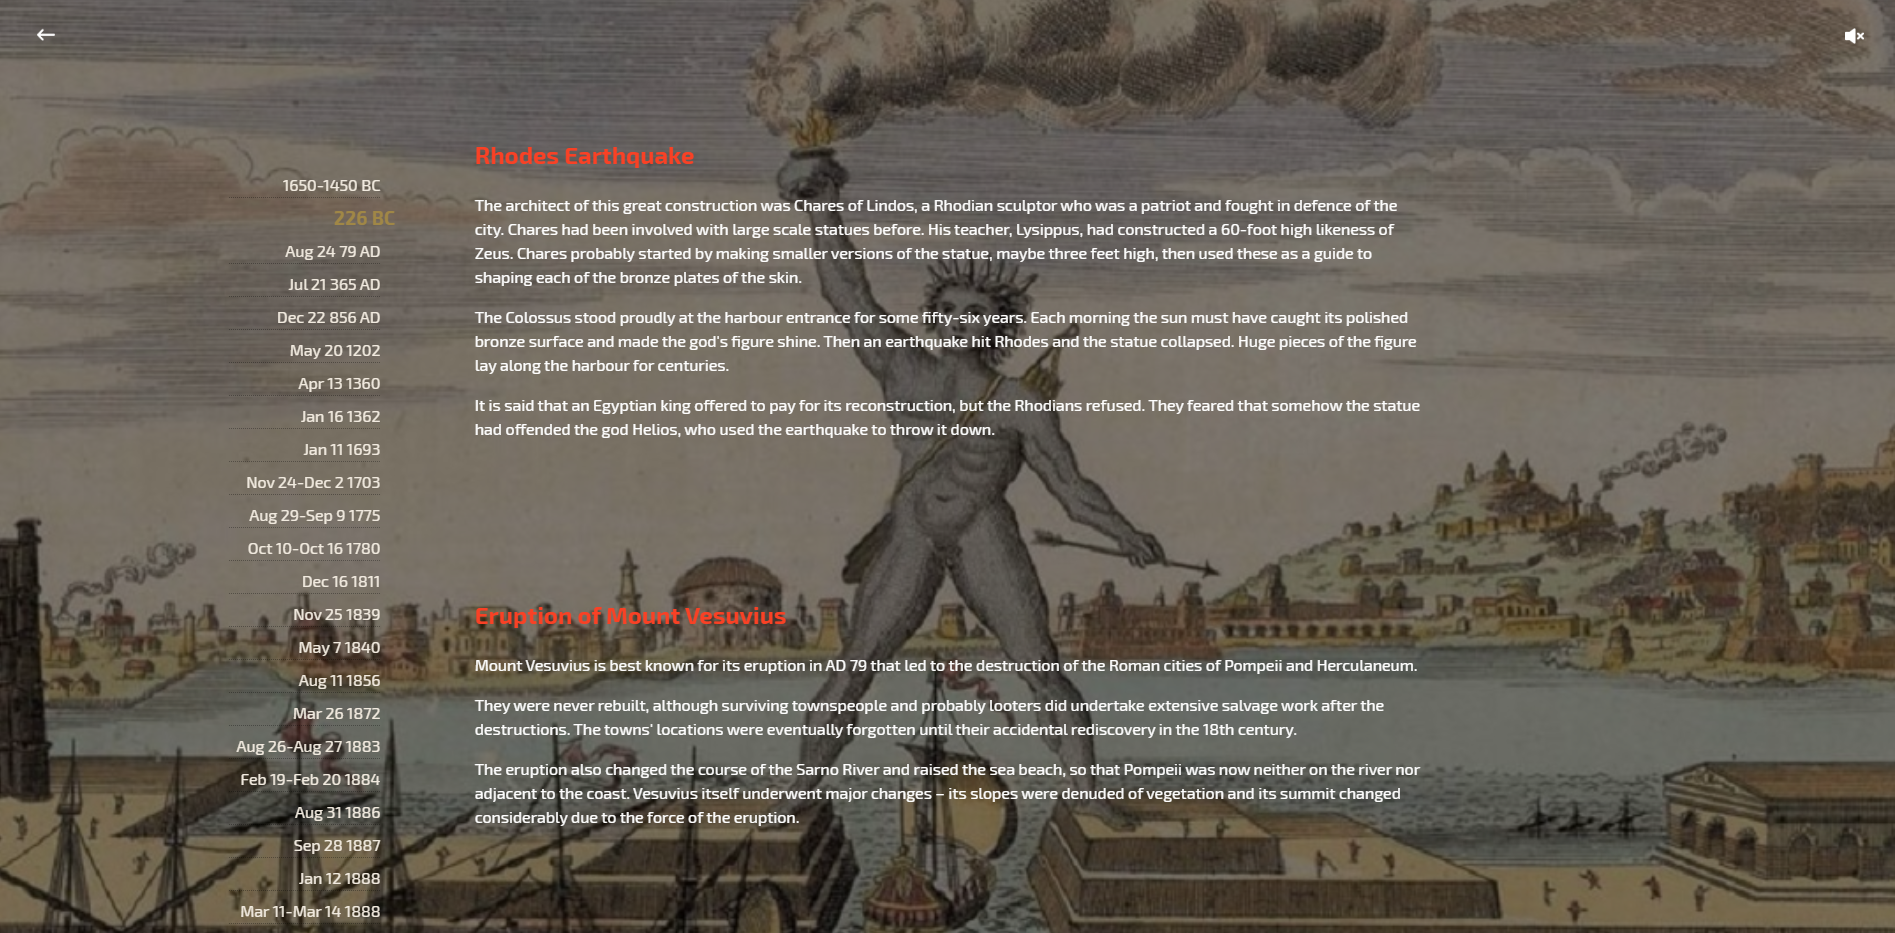 1650-1450 BC
226 BC
Aug 24 79 AD
Jul 21 365 AD
Dec 22 856 AD
May 20 1202
Apr 13 1360
Jan 16 1362
Jan 11 1693
Nov 24-Dec 2 1703
Aug 29-Sep 9 1775
Oct 10-Oct 16 1780
Dec 16 1811
Nov 25 1839
May 7 1840
Aug 11 1856
Mar 26 1872
Aug 26-Aug 27 1883
Feb 19-Feb 20 1884
Aug 31 1886
Sep 28 1887
Jan 12 1888
Mar 11-Mar 14 1888
Rhodes Earthquake
The architect of this great construction was Chares of Lindos, a Rhodian sculptor who was a patriot and fought in defence of the
city. Chares had been involved with large scale statues before. His teacher, Lysippus, had constructed a 60-foot high likeness of
Zeus. Chares probably started by making smaller versions of the statue, maybe three feet high, then used these as a guide to
shaping each of the bronze plates of the skin.
The Colossus stood proudly at the harbour entrance for some fifty-six years. Each morning the sun must have caught its polished
bronze surface and made the god's figure shine. Then an earthquake hit Rhodes and the statue collapsed. Huge pieces of the figure
lay along the harbour for centuries.
It is said that an Egyptian king offered to pay for its reconstruction, but the Rhodians refused. They feared that somehow the statue
had offended the god Helios, who used the earthquake to throw it down.
Eruption of Mount Vesuvius
Mount Vesuvius is best known for its eruption in AD 79 that led to the destruction of the Roman cities of Pompeii and Herculaneum.
They were never rebuilt, although surviving townspeople and probably looters did undertake extensive salvage work after the
destructions. The towns' locations were eventually forgotten until their accidental rediscovery in the 18th century.
The eruption also changed the course of the Sarno River and raised the sea beach, so that Pompeii was now neither on the river nor
adjacent to the coast. Vesuvius itself underwent major changes – its slopes were denuded of vegetation and its summit changed
considerably due to the force of the eruption.